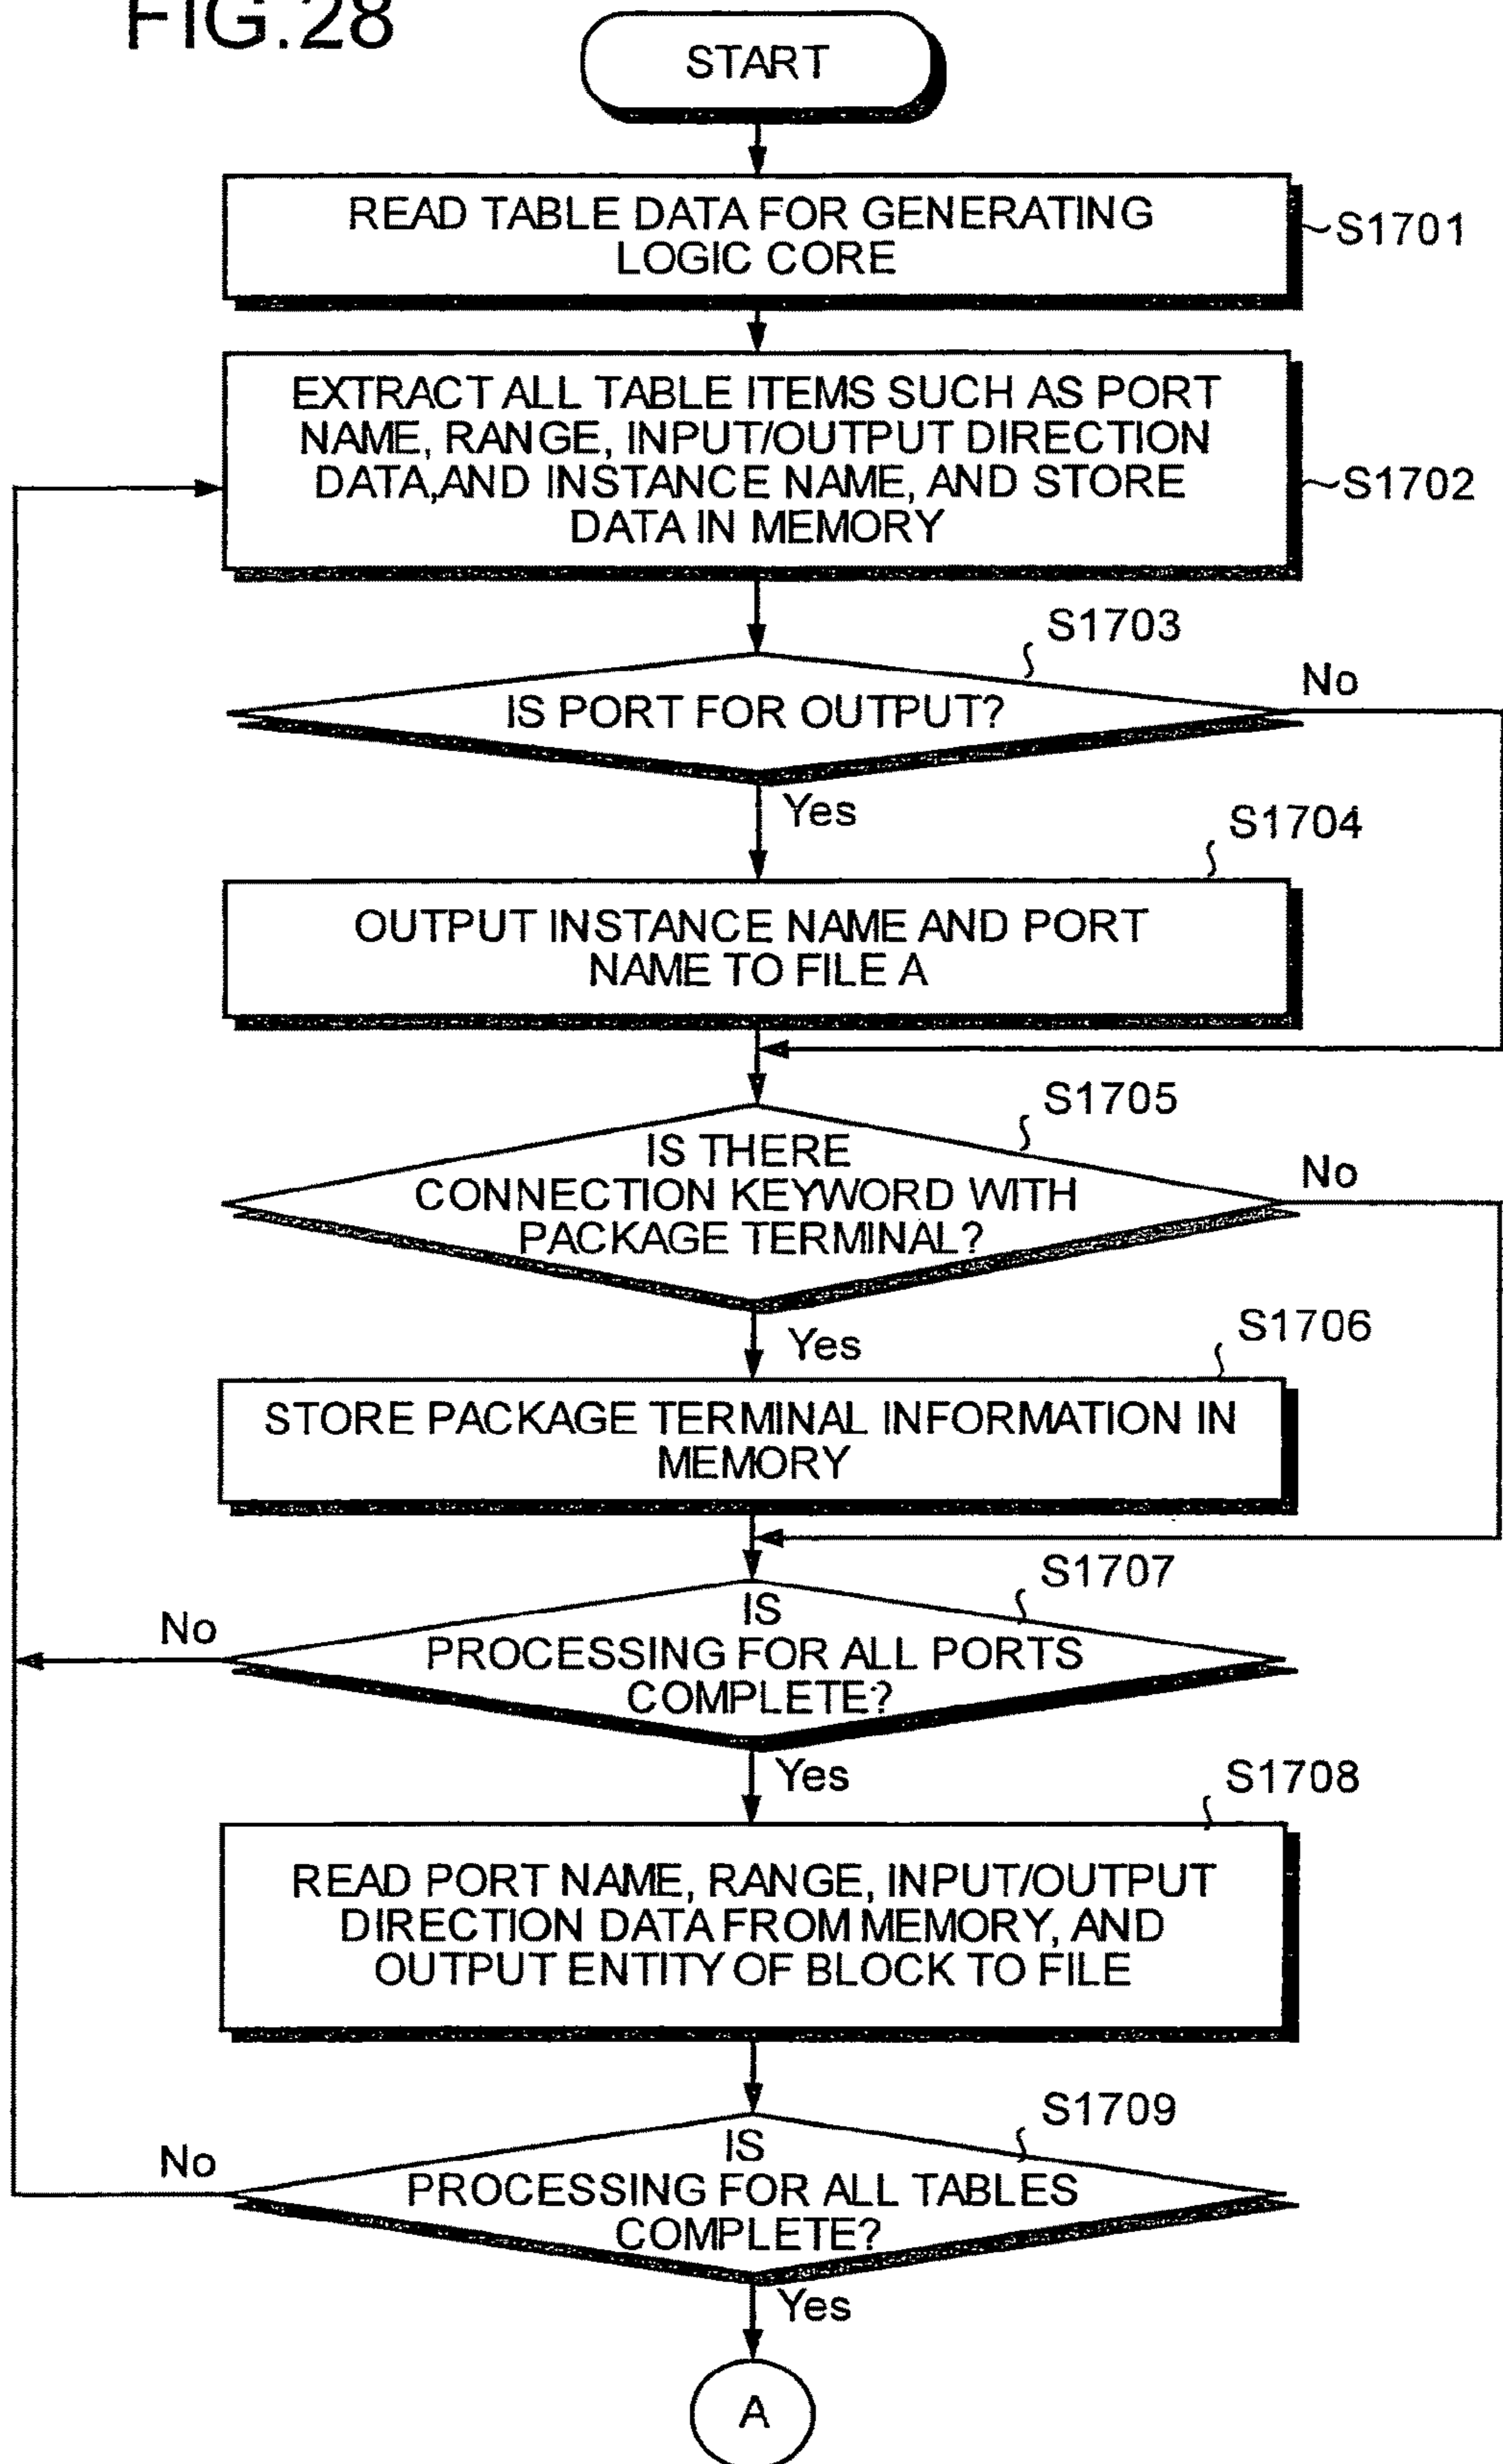 FIG.28
START
READ TABLE DATA FOR GENERATING
LOGIC CORE
S1701
EXTRACT ALL TABLE ITEMS SUCH AS PORT
NAME, RANGE, INPUT/OUTPUT DIRECTION
DATA,AND INSTANCE NAME, AND STORE
DATA IN MEMORY
S1702
S1703
IS PORT FOR OUTPUT?
No
Yes
S1704
OUTPUT INSTANCE NAME AND PORT
NAME TO FILE A
S1705
IS THERE
CONNECTION KEYWORD WITH
PACKAGE TERMINAL?
No
Yes
S1706
STORE PACKAGE TERMINAL INFORMATION IN
MEMORY
S1707
IS
PROCESSING FOR ALL PORTS
COMPLETE?
No
Yes
S1708
READ PORT NAME, RANGE, INPUT/OUTPUT
DIRECTION DATA FROM MEMORY, AND
OUTPUT ENTITY OF BLOCK TO FILE
S1709
IS
PROCESSING FOR ALL TABLES
COMPLETE?
No
Yes
A